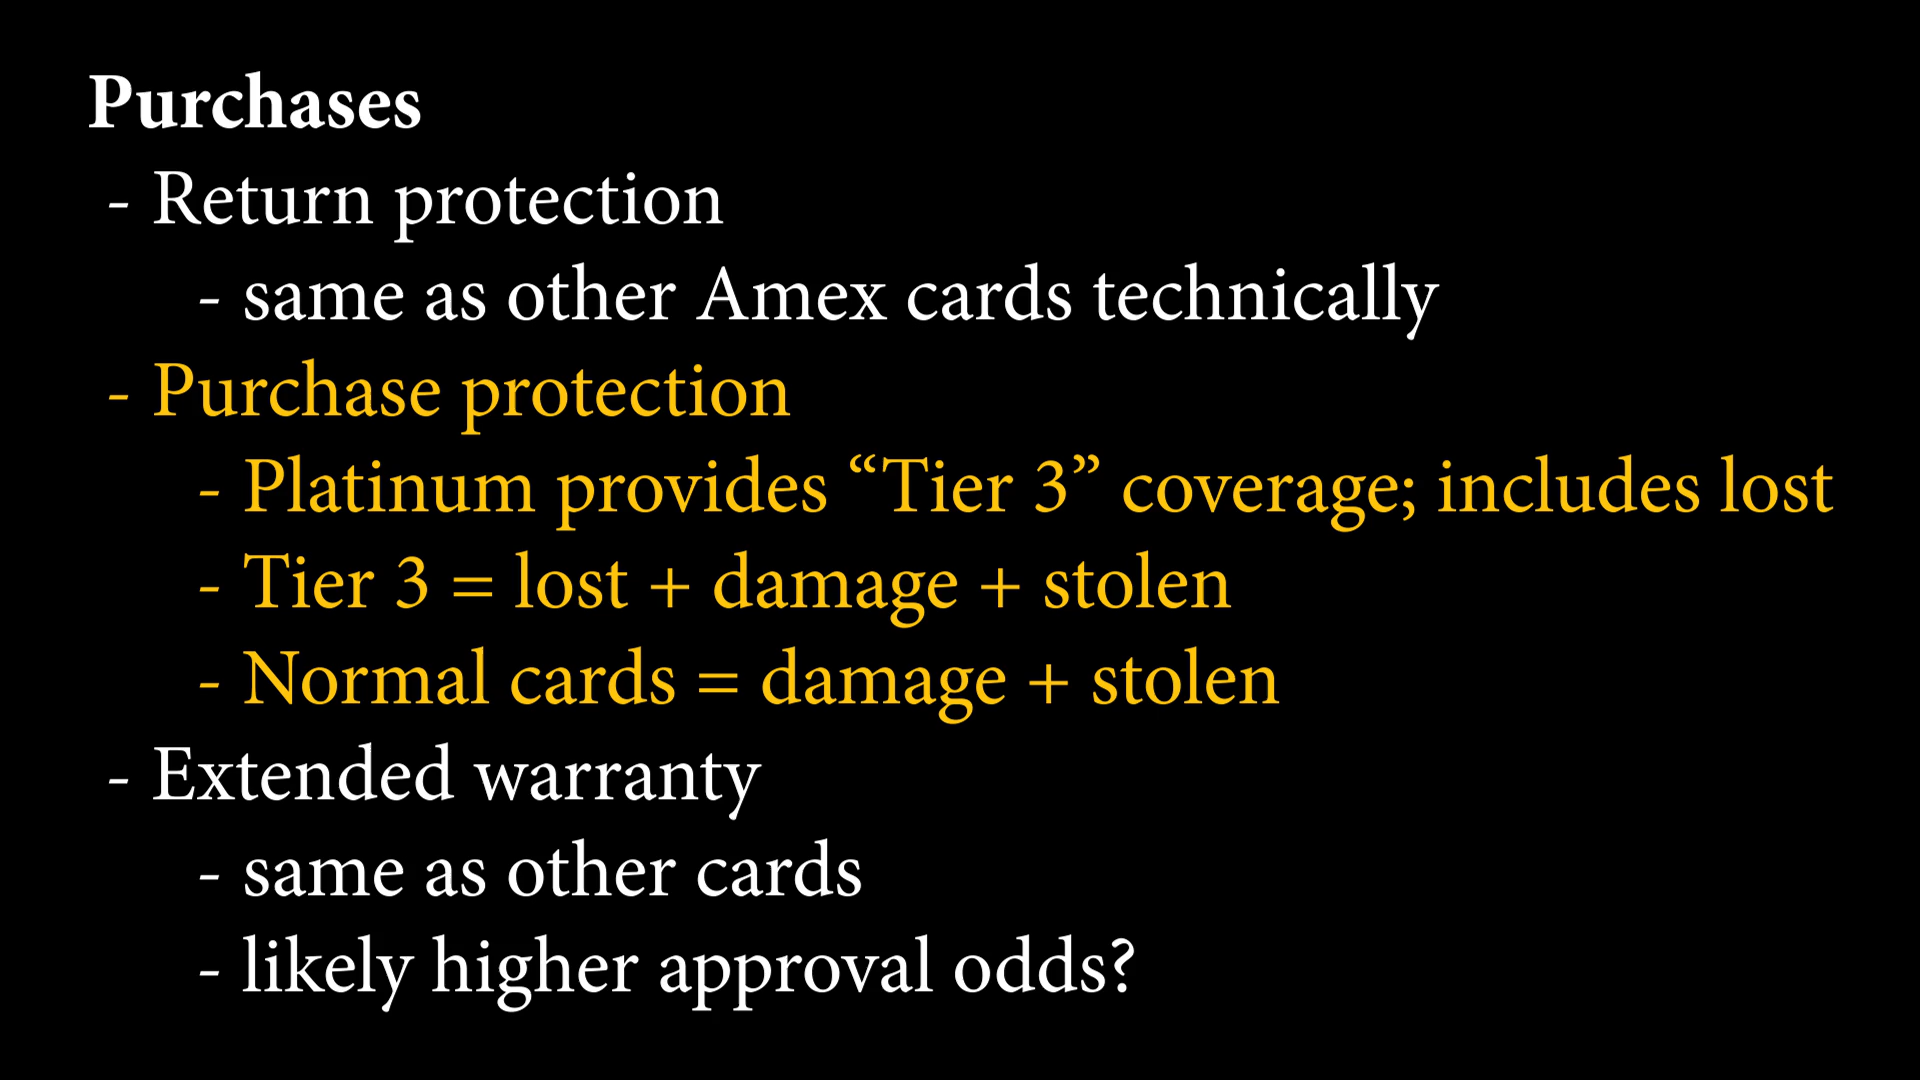 Purchases
- Return protection
- same as other Amex cards technically
- Purchase protection
- Platinum provides “Tier 3” coverage; includes lost
- Tier 3 = lost + damage + stolen
- Normal cards = damage + stolen
- Extended warranty
- same as other cards
- likely higher approval odds?